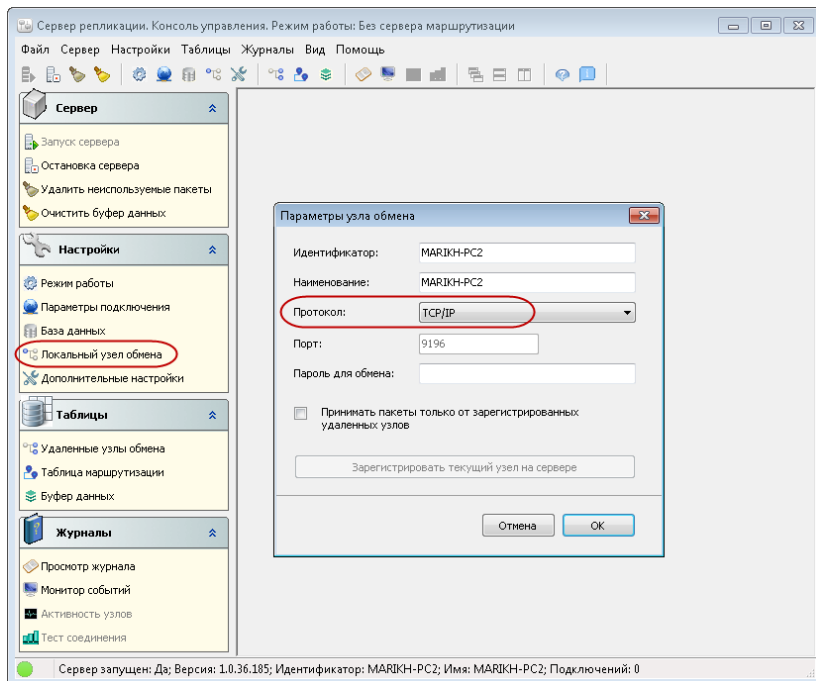 Сервер репликации. Консоль управления. Режим работы: Без сервера маршрутизации
Файл Сервер Настройки Таблицы Журналы Вид Помощь
Сервер
Запуск сервера
Остановка сервера
Удалить неиспользуемые пакеты
Очистить буфер данных
Настройки
Режим работы
Параметры подключения
База данных
Локальный узел обмена
Дополнительные настройки
Таблицы
Удаленные узлы обмена
Таблица маршрутизации
Буфер данных
Журналы
Просмотр журнала
Монитор событий
Активность узлов
Тест соединения
Параметры узла обмена
Идентификатор: MARIKH-PC2
Наименование: MARIKH-PC2
Протокол: TCP/IP
Порт: 9196
Пароль для обмена:
Принимать пакеты только от зарегистрированных
удаленных узлов
Зарегистрировать текущий узел на сервере
Отмена OK
Сервер запущен: Да; Версия: 1.0.36.185; Идентификатор: MARIKH-PC2; Имя: MARIKH-PC2; Подключений: 0